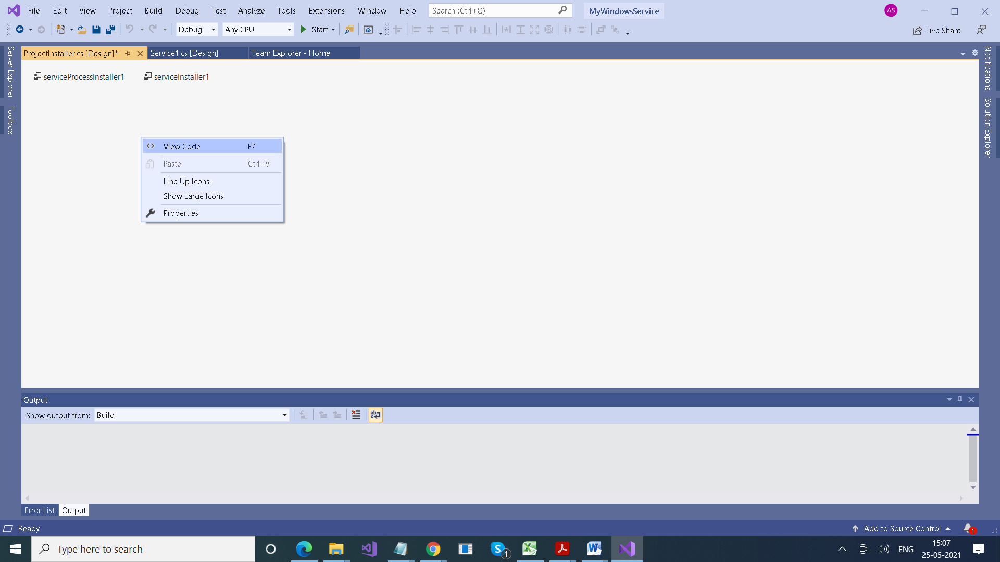 File Edit View Project Build Debug Test Analyze Tools Extensions Window Help Search (Ctrl+Q) MyWindowsService AS
Debug Any CPU Start Live Share
ProjectInstaller.cs [Design]* Service1.cs [Design] Team Explorer - Home
Server Explorer
Toolbox
Notifications
Solution Explorer
serviceProcessInstaller1 serviceInstaller1
View Code F7
Paste Ctrl+V
Line Up Icons
Show Large Icons
Properties
Output
Show output from: Build
Error List Output
Ready Add to Source Control 1
Type here to search 1 ENG 15:07
25-05-2021